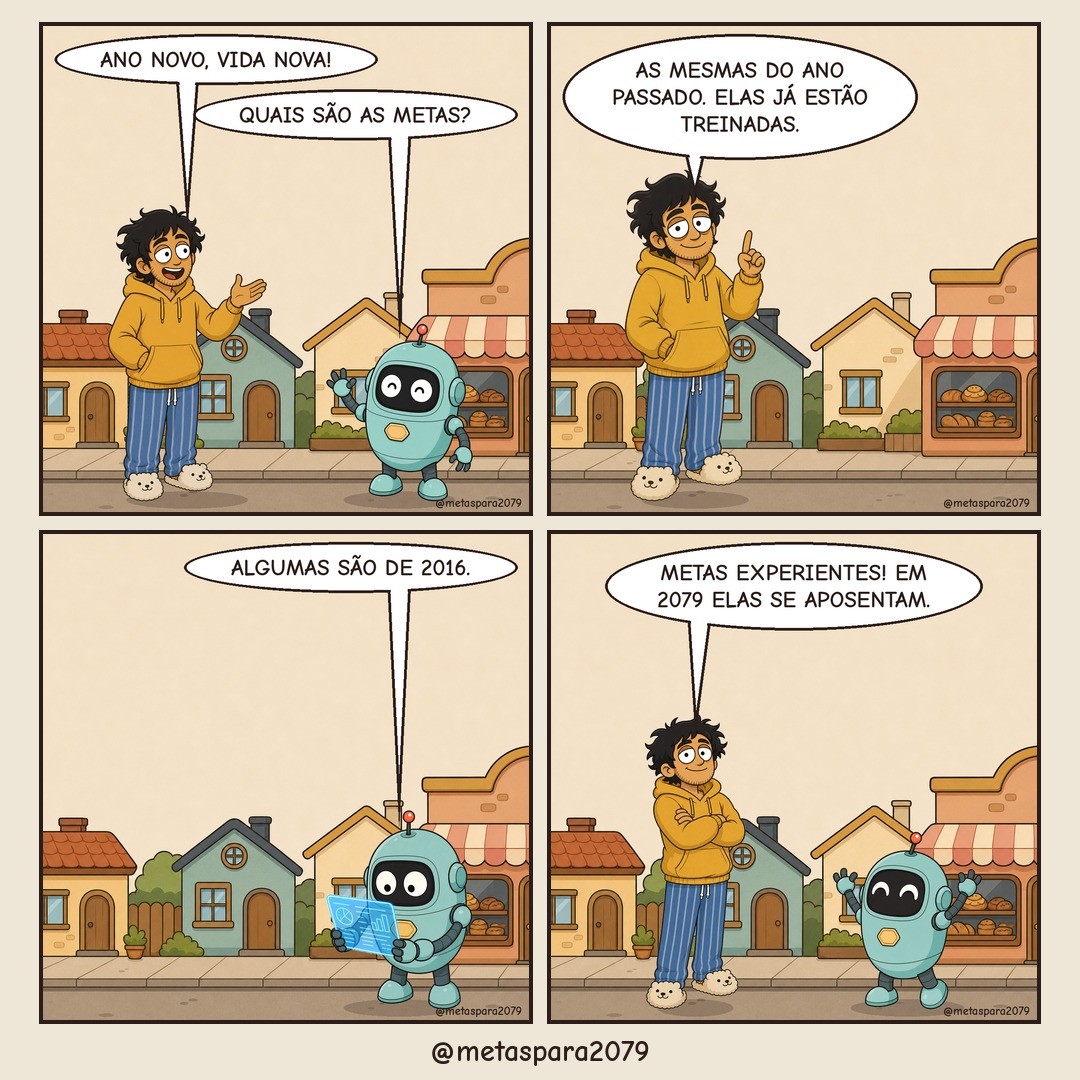 ANO NOVO, VIDA NOVA!
QUAIS SÃO AS METAS?
@metaspara2079
AS MESMAS DO ANO
PASSADO. ELAS JÁ ESTÃO
TREINADAS.
@metaspara2079
ALGUMAS SÃO DE 2016.
@metaspara2079
METAS EXPERIENTES! EM
2079 ELAS SE APOSENTAM.
@metaspara2079
@metaspara2079